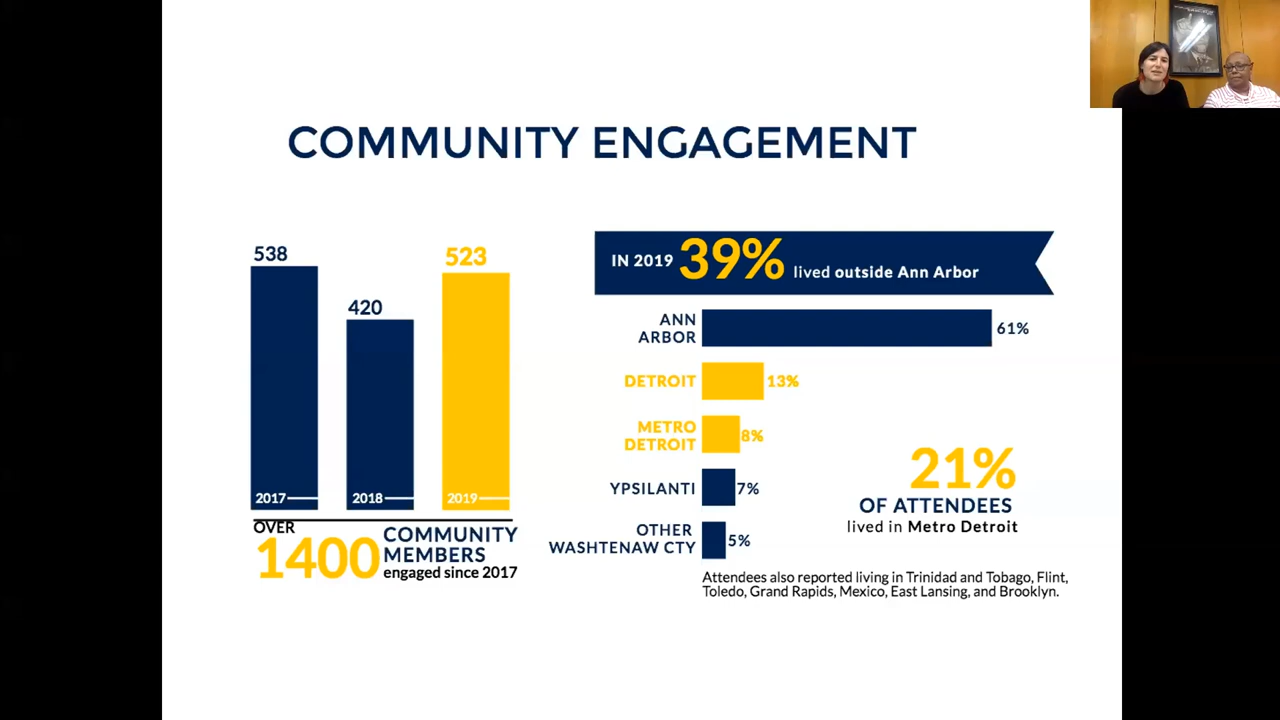 COMMUNITY ENGAGEMENT
538
420
523
2017
2018
2019
OVER
1400
COMMUNITY
MEMBERS
engaged since 2017
IN 2019 39% lived outside Ann Arbor
ANN
ARBOR
61%
DETROIT
13%
METRO
DETROIT
8%
YPSILANTI
7%
OTHER
WASHTENAW CTY
5%
21%
OF ATTENDEES
lived in Metro Detroit
Attendees also reported living in Trinidad and Tobago, Flint,
Toledo, Grand Rapids, Mexico, East Lansing, and Brooklyn.